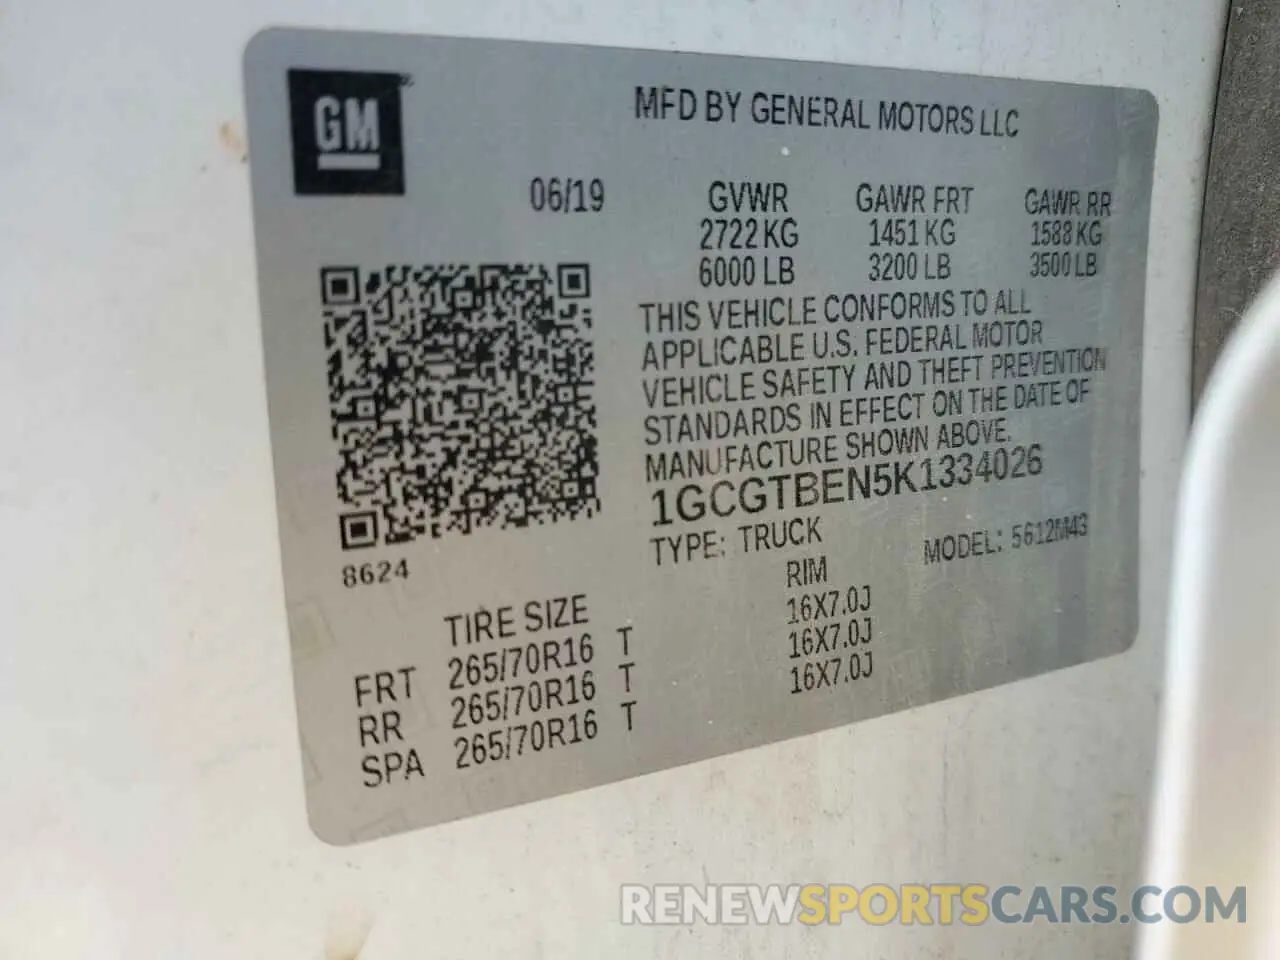 GM
MFD BY GENERAL MOTORS LLC
06/19 GVWR GAWR FRT GAWR RR
2722 KG 1451 KG 1588 KG
6000 LB 3200 LB 3500 LB
THIS VEHICLE CONFORMS TO ALL
APPLICABLE U.S. FEDERAL MOTOR
VEHICLE SAFETY AND THEFT PREVENTION
STANDARDS IN EFFECT ON THE DATE OF
MANUFACTURE SHOWN ABOVE.
1GCGTBEN5K1334026
TYPE: TRUCK MODEL: 5612M43
8624
TIRE SIZE RIM
FRT 265/70R16 T 16X7.0J
RR 265/70R16 T 16X7.0J
SPA 265/70R16 T 16X7.0J
RENEWSPORTSCARS.COM